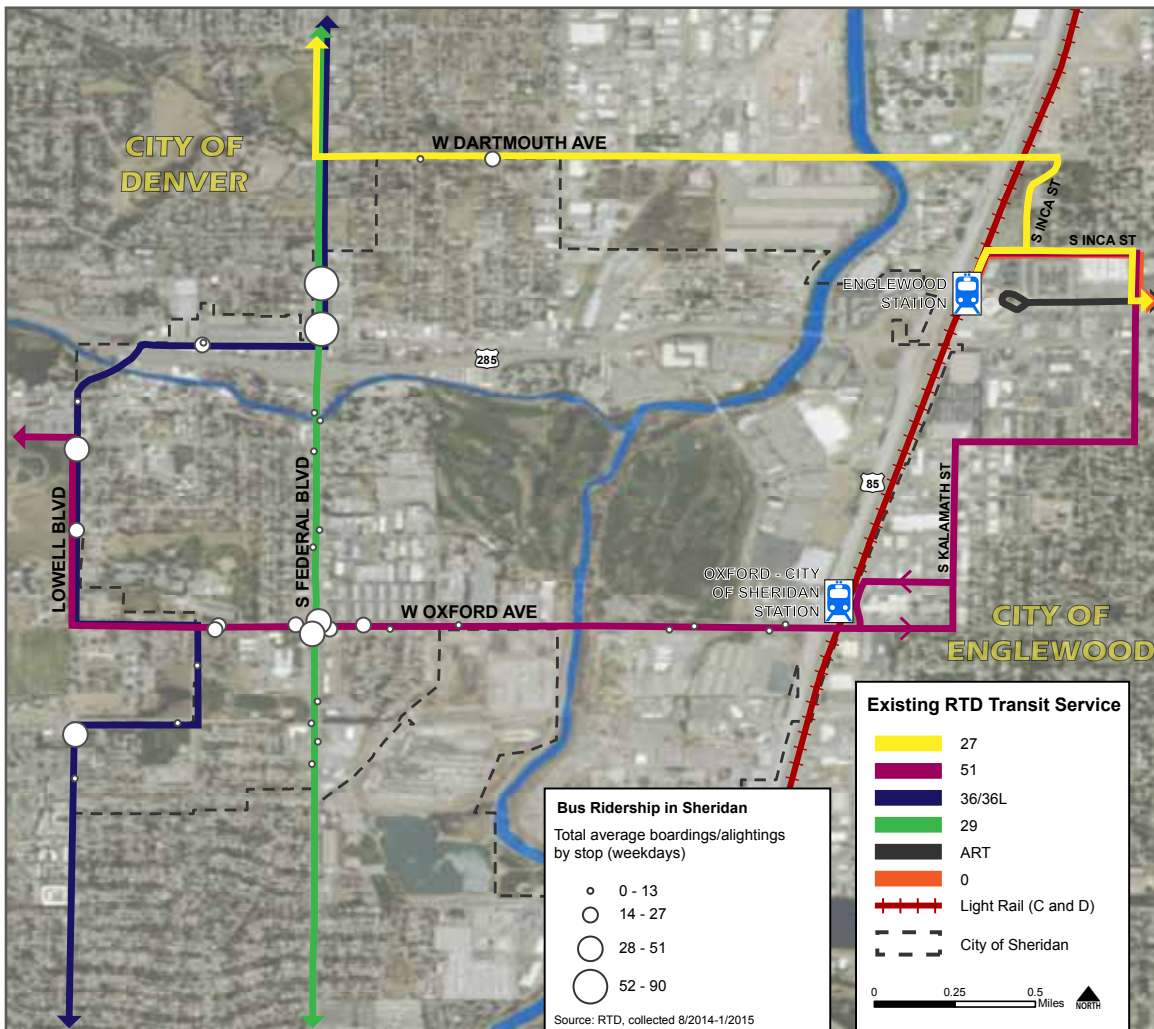 CITY OF
DENVER
W DARTMOUTH AVE
S INCA ST
S INCA ST
ENGLEWOOD
STATION
285
LOWELL BLVD
S FEDERAL BLVD
85
S KALAMATH ST
OXFORD - CITY
OF SHERIDAN
STATION
W OXFORD AVE
CITY OF
ENGLEWOOD
Bus Ridership in Sheridan
Total average boardings/alightings
by stop (weekdays)
0 - 13
14 - 27
28 - 51
52 - 90
Source: RTD, collected 8/2014-1/2015
Existing RTD Transit Service
27
51
36/36L
29
ART
0
Light Rail (C and D)
City of Sheridan
0 0.25 0.5
Miles
NORTH